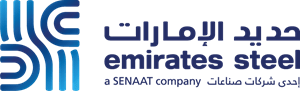 حديد الإمارات
emirates steel
a SENAAT company إحدى شركات صناعات